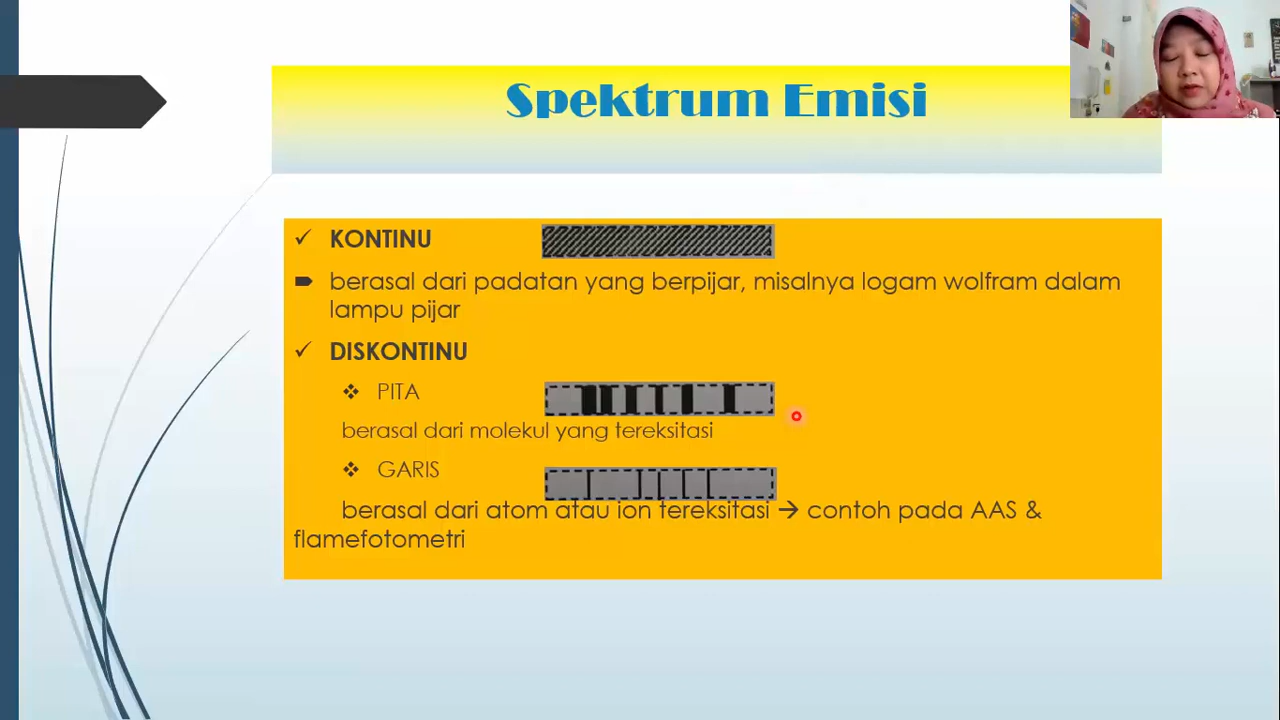 Spektrum Emisi
KONTINU
berasal dari padatan yang berpijar, misalnya logam wolfram dalam
lampu pijar
DISKONTINU
PITA
berasal dari molekul yang tereksitasi
GARIS
berasal dari atom atau ion tereksitasi → contoh pada AAS &
flamefotometri